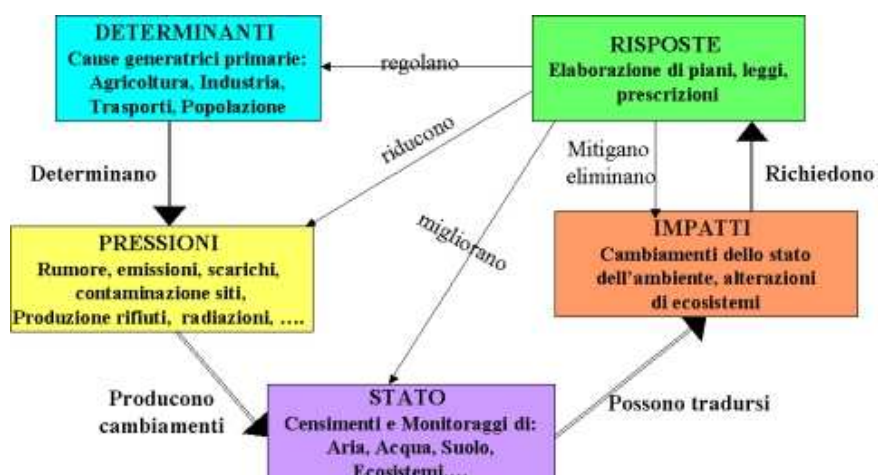 DETERMINANTI
Cause generatrici primarie:
Agricoltura, Industria,
Trasporti, Popolazione
regolano
RISPOSTE
Elaborazione di piani, leggi,
prescrizioni
riducono
Determinano
Mitigano
eliminano
Richiedono
migliorano
PRESSIONI
Rumore, emissioni, scarichi,
contaminazione siti,
Produzione rifiuti, radiazioni, ….
IMPATTI
Cambiamenti dello stato
dell'ambiente, alterazioni
di ecosistemi
Producono
cambiamenti
STATO
Censimenti e Monitoraggi di:
Aria, Acqua, Suolo,
Ecosistemi,...
Possono tradursi